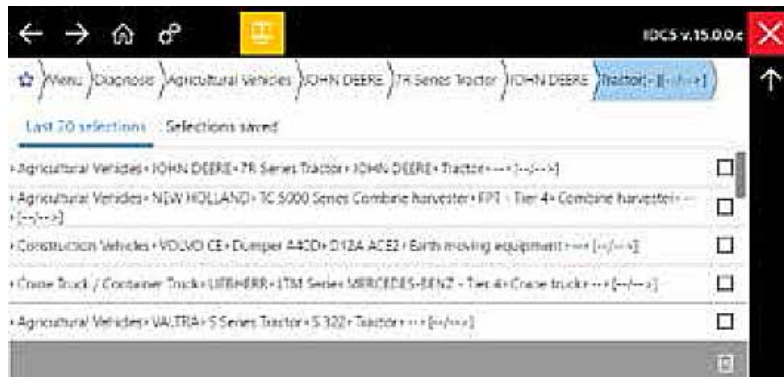 IDC5 v.15.0.0.c
Menu Diagnosis Agricultural Vehicles JOHN DEERE 7R Series Tractor JOHN DEERE Tractor - [--/-->]
Last 20 selections Selections saved
• Agricultural Vehicles • JOHN DEERE • 7R Series Tractor • JOHN DEERE • Tractor • -- • [--/-->]
• Agricultural Vehicles • NEW HOLLAND • TC 5000 Series Combine harvester • FPT - Tier 4 • Combine harvester • --
• [--/-->]
• Construction Vehicles • VOLVO CE • Dumper A40D • D12A ACE2 • Earth moving equipment • -- • [--/-->]
• Crane Truck / Container Truck • LIEBHERR • LTM Series MERCEDES-BENZ - Tier 4 • Crane truck • -- • [--/-->]
• Agricultural Vehicles • VALTRA • S Series Tractor • S 322 • Tractor • -- • [--/-->]